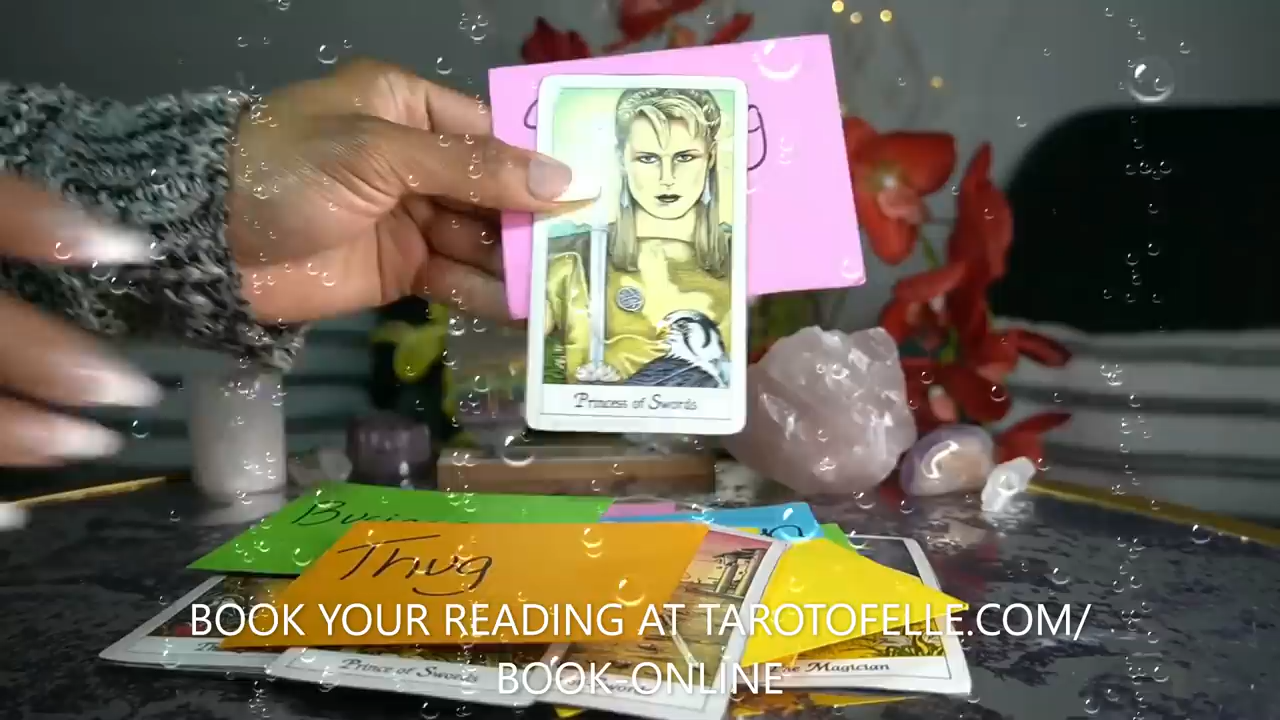 Princess of Swords
Thug
BOOK YOUR READING AT TAROTOFELLE.COM/
Prince of Swords
The Magician
BOOK-ONLINE